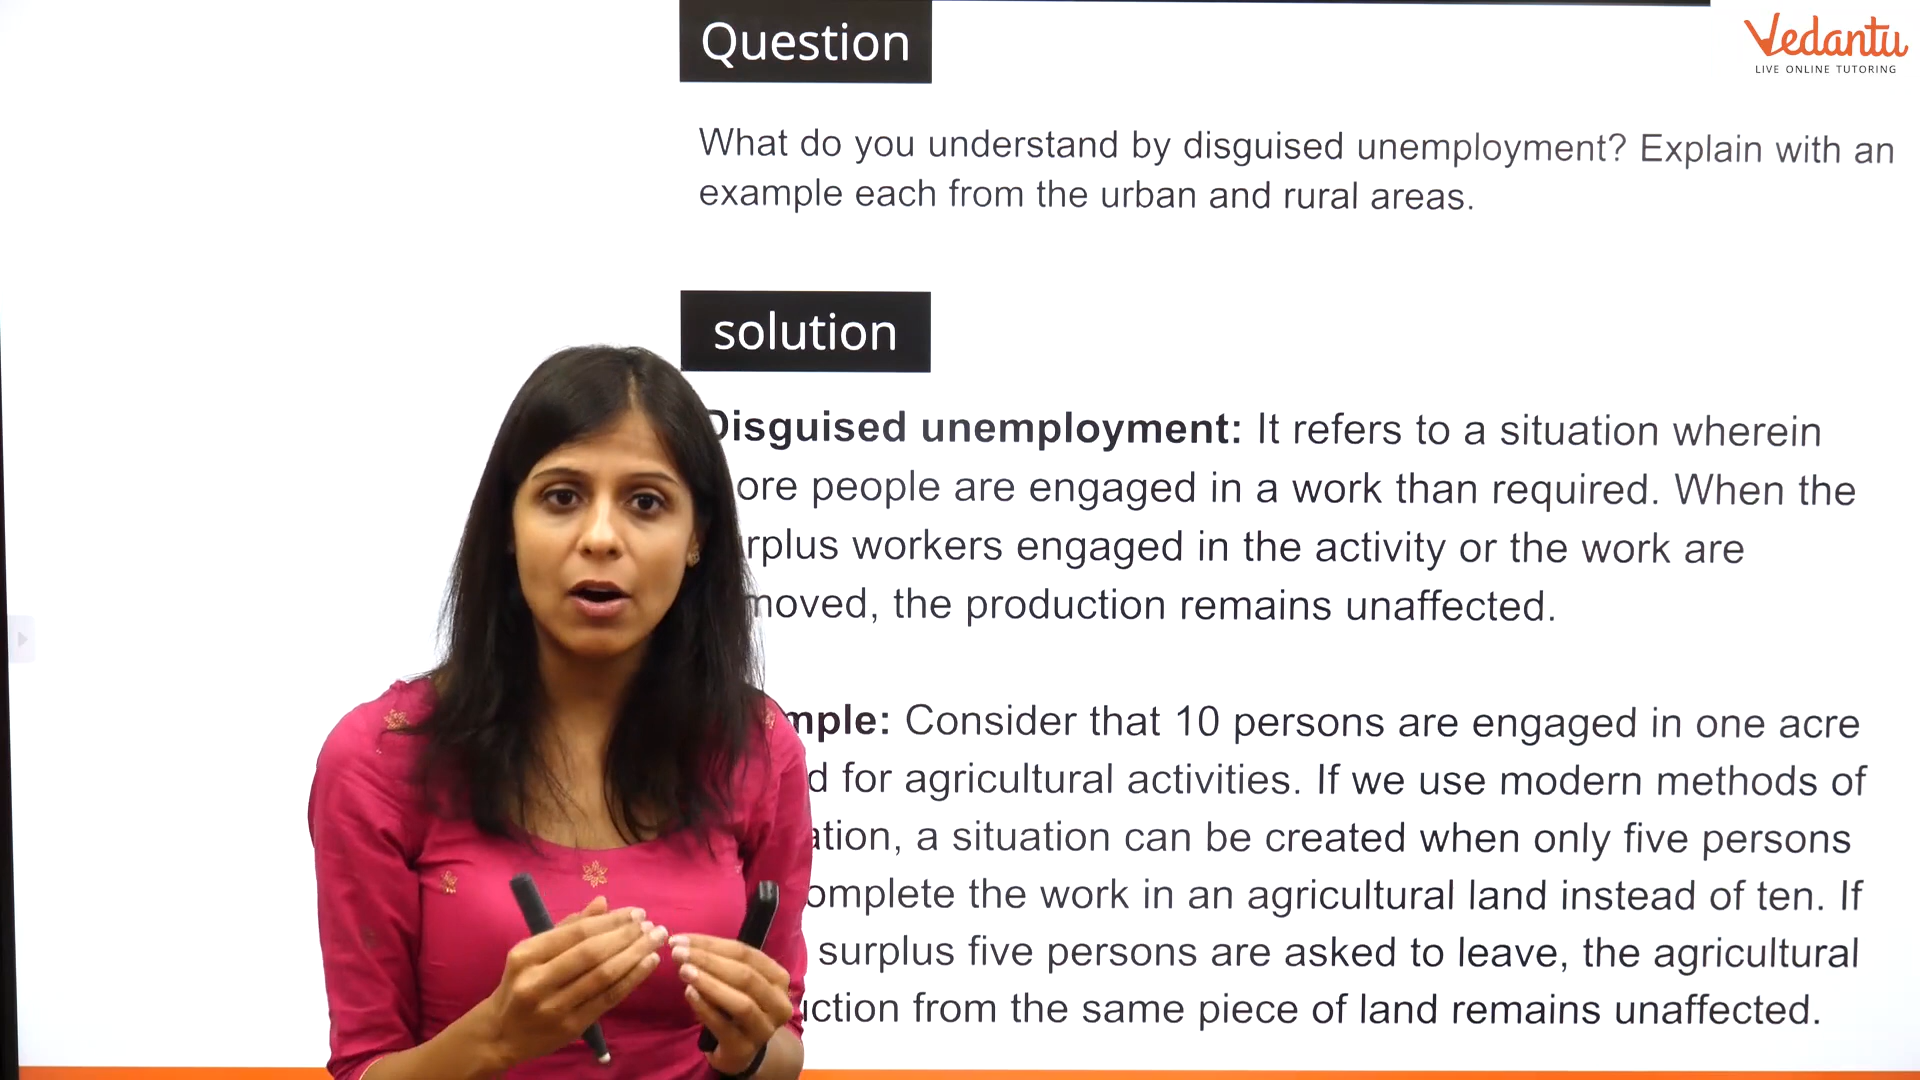 Question
Vedantu
LIVE ONLINE TUTORING
What do you understand by disguised unemployment? Explain with an
example each from the urban and rural areas.
solution
Disguised unemployment: It refers to a situation wherein
ore people are engaged in a work than required. When the
rplus workers engaged in the activity or the work are
moved, the production remains unaffected.
mple: Consider that 10 persons are engaged in one acre
d for agricultural activities. If we use modern methods of
ation, a situation can be created when only five persons
omplete the work in an agricultural land instead of ten. If
surplus five persons are asked to leave, the agricultural
uction from the same piece of land remains unaffected.